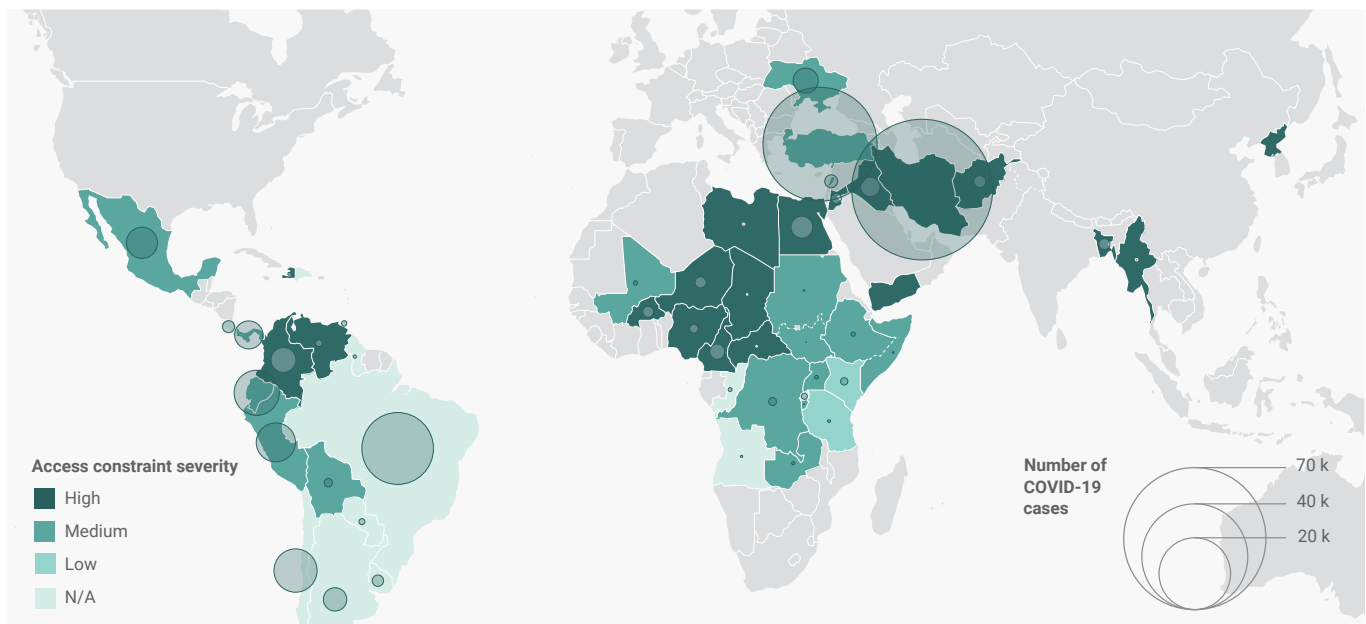 Access constraint severity
High
Medium
Low
N/A
Number of
COVID-19
cases
70 k
40 k
20 k